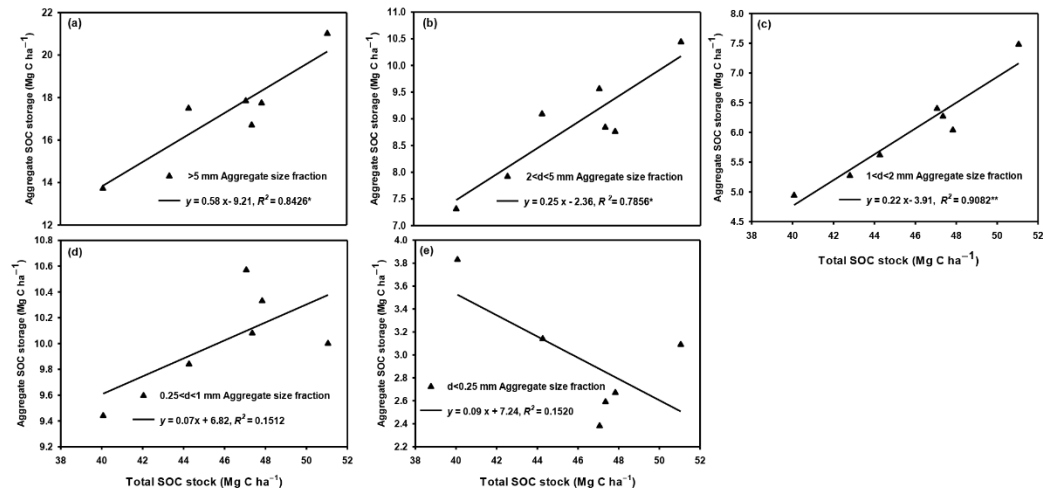 (a)
Aggregate SOC storage (Mg C ha⁻¹)
22
20
18
16
14
12
>5 mm Aggregate size fraction
y = 0.58 x - 9.21, R² = 0.8426*
(b)
Aggregate SOC storage (Mg C ha⁻¹)
11.0
10.5
10.0
9.5
9.0
8.5
8.0
7.5
7.0
2<d<5 mm Aggregate size fraction
y = 0.25 x - 2.36, R² = 0.7856*
(c)
Aggregate SOC storage (Mg C ha⁻¹)
8.0
7.5
7.0
6.5
6.0
5.5
5.0
4.5
1<d<2 mm Aggregate size fraction
y = 0.22 x- 3.91, R² = 0.9082**
38 40 42 44 46 48 50 52
Total SOC stock (Mg C ha⁻¹)
(d)
Aggregate SOC storage (Mg C ha⁻¹)
10.8
10.6
10.4
10.2
10.0
9.8
9.6
9.4
9.2
0.25<d<1 mm Aggregate size fraction
y = 0.07x + 6.82, R² = 0.1512
38 40 42 44 46 48 50 52
Total SOC stock (Mg C ha⁻¹)
(e)
Aggregate SOC storage (Mg C ha⁻¹)
4.0
3.8
3.6
3.4
3.2
3.0
2.8
2.6
2.4
2.2
d<0.25 mm Aggregate size fraction
y = 0.09 x + 7.24, R² = 0.1520
38 40 42 44 46 48 50 52
Total SOC stock (Mg C ha⁻¹)